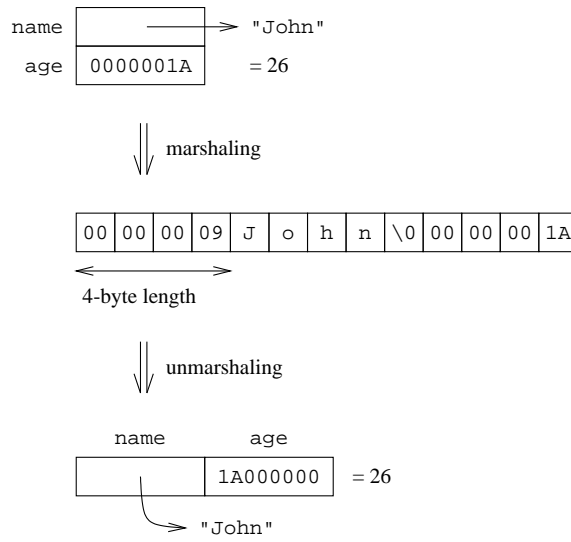 name "John"
age 0000001A = 26
marshaling
00 00 00 09 J o h n \0 00 00 00 1A
4-byte length
unmarshaling
name age
1A000000 = 26
"John"